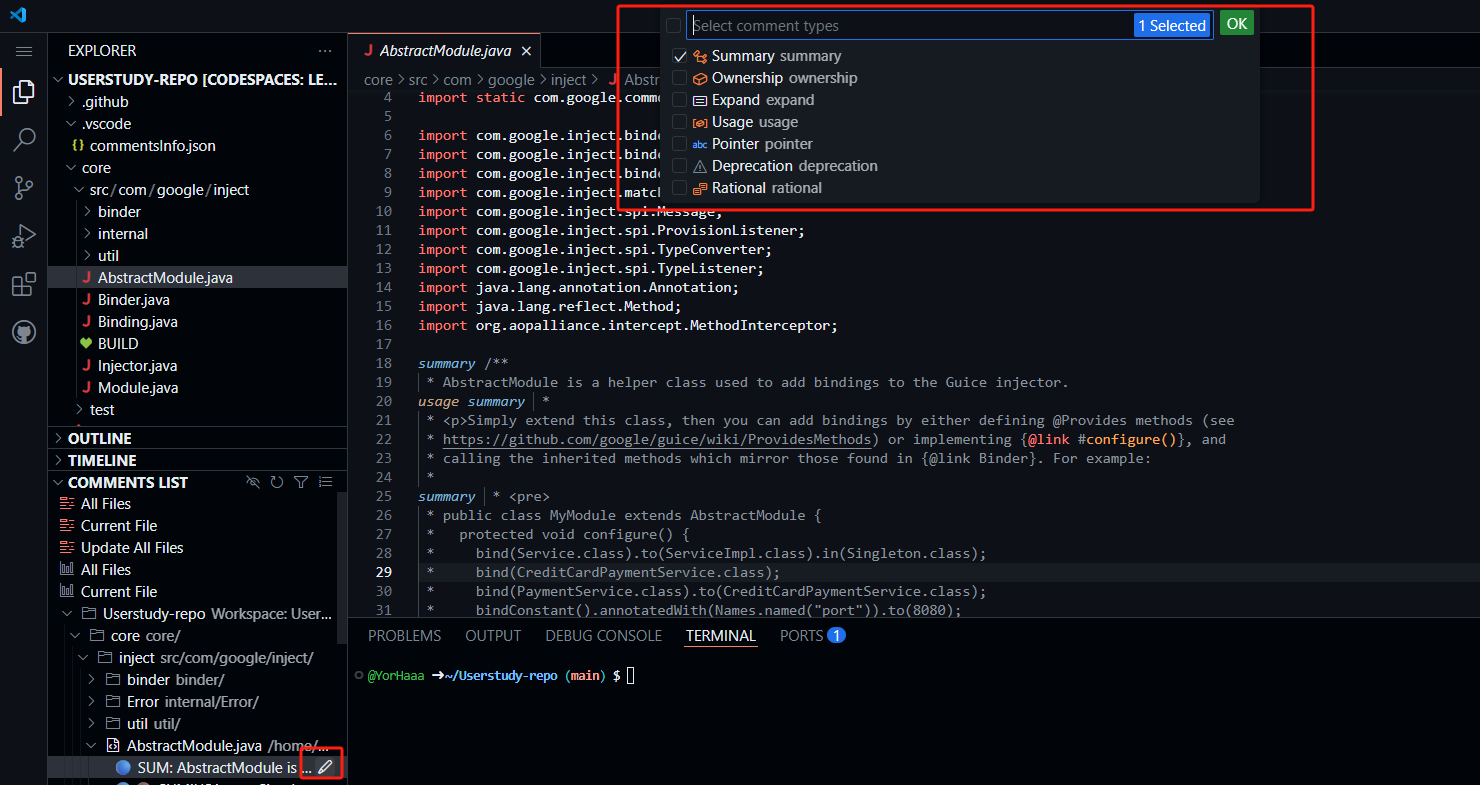 Select comment types 1 Selected OK
Summary summary
Ownership ownership
Expand expand
Usage usage
abc Pointer pointer
Deprecation deprecation
Rational rational
EXPLORER
USERSTUDY-REPO [CODESPACES: LE...
.github
.vscode
{} commentsInfo.json
core
src/com/google/inject
binder
internal
util
J AbstractModule.java
J Binder.java
J Binding.java
BUILD
J Injector.java
J Module.java
test
OUTLINE
TIMELINE
COMMENTS LIST
All Files
Current File
Update All Files
All Files
Current File
Userstudy-repo Workspace: User...
core core/
inject src/com/google/inject/
binder binder/
Error internal/Error/
util util/
AbstractModule.java /home/...
SUM: AbstractModule is ...
J AbstractModule.java ×
core > src > com > google > inject > J Abstr
4 import static com.google.commo
5
6 import com.google.inject.binde
7 import com.google.inject.binde
8 import com.google.inject.binde
9 import com.google.inject.matc
10 import com.google.inject.spi.Message;
11 import com.google.inject.spi.ProvisionListener;
12 import com.google.inject.spi.TypeConverter;
13 import com.google.inject.spi.TypeListener;
14 import java.lang.annotation.Annotation;
15 import java.lang.reflect.Method;
16 import org.aopalliance.intercept.MethodInterceptor;
17
18 summary /**
19 * AbstractModule is a helper class used to add bindings to the Guice injector.
20 usage summary *
21 * <p>Simply extend this class, then you can add bindings by either defining @Provides methods (see
22 * https://github.com/google/guice/wiki/ProvidesMethods) or implementing {@link #configure()}, and
23 * calling the inherited methods which mirror those found in {@link Binder}. For example:
24 *
25 summary * <pre>
26 * public class MyModule extends AbstractModule {
27 * protected void configure() {
28 * bind(Service.class).to(ServiceImpl.class).in(Singleton.class);
29 * bind(CreditCardPaymentService.class);
30 * bind(PaymentService.class).to(CreditCardPaymentService.class);
31 * bindConstant().annotatedWith(Names.named("port")).to(8080);
PROBLEMS OUTPUT DEBUG CONSOLE TERMINAL PORTS 1
@YorHaaa ➜~/Userstudy-repo (main) $